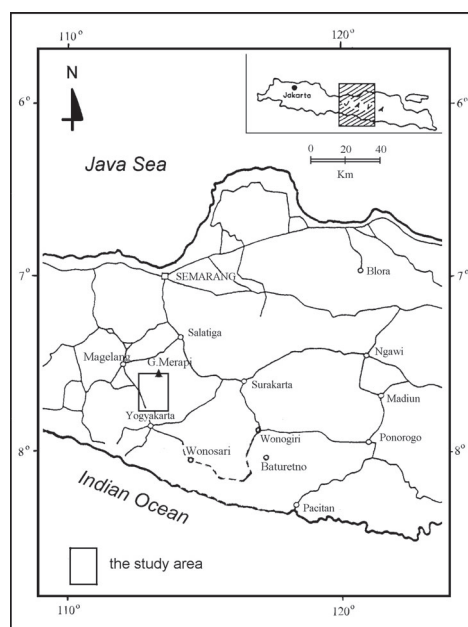 110°
120°
N
6°
6°
Jakarta
0 20 40
Km
Java Sea
7°
7°
SEMARANG
Blora
Salatiga
Magelang
G.Merapi
Ngawi
Surakarta
Madiun
Yogyakarta
Wonogiri
Ponorogo
8°
8°
Wonosari
Baturetno
Indian Ocean
Pacitan
the study area
110°
120°